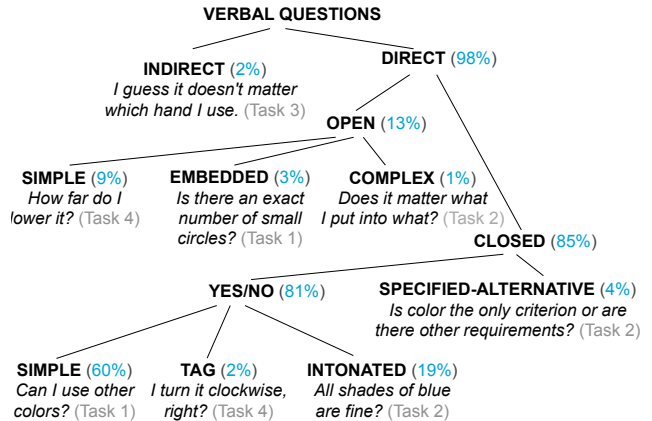 VERBAL QUESTIONS
INDIRECT (2%)
I guess it doesn't matter
which hand I use. (Task 3)
DIRECT (98%)
OPEN (13%)
SIMPLE (9%)
How far do I
lower it? (Task 4)
EMBEDDED (3%)
Is there an exact
number of small
circles? (Task 1)
COMPLEX (1%)
Does it matter what
I put into what? (Task 2)
CLOSED (85%)
YES/NO (81%)
SPECIFIED-ALTERNATIVE (4%)
Is color the only criterion or are
there other requirements? (Task 2)
SIMPLE (60%)
Can I use other
colors? (Task 1)
TAG (2%)
I turn it clockwise,
right? (Task 4)
INTONATED (19%)
All shades of blue
are fine? (Task 2)